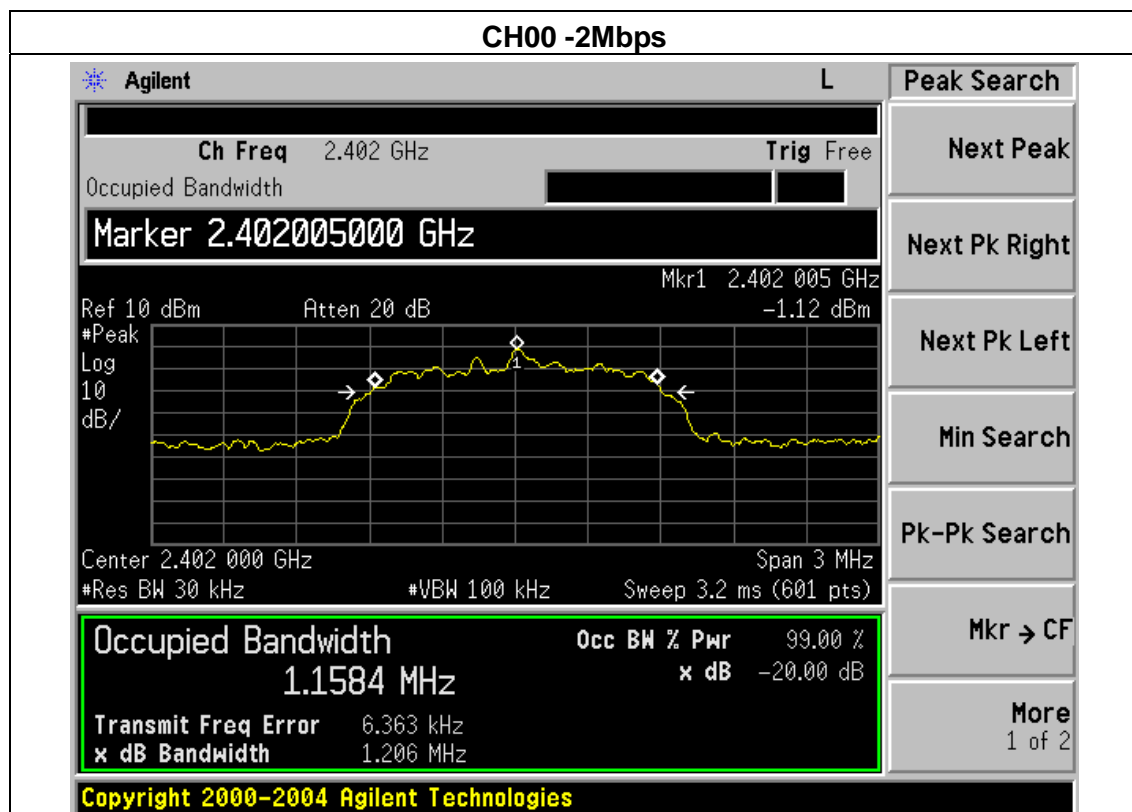 CH00 -2Mbps
Agilent L Peak Search
Ch Freq 2.402 GHz Trig Free
Occupied Bandwidth
Next Peak
Marker 2.402005000 GHz
Next Pk Right
Mkr1 2.402 005 GHz
Ref 10 dBm Atten 20 dB -1.12 dBm
#Peak
Log
10
dB/
1
Next Pk Left
Min Search
Pk-Pk Search
Center 2.402 000 GHz Span 3 MHz
#Res BW 30 kHz #VBW 100 kHz Sweep 3.2 ms (601 pts)
Occupied Bandwidth Occ BW % Pwr 99.00 %
1.1584 MHz x dB -20.00 dB
Transmit Freq Error 6.363 kHz
x dB Bandwidth 1.206 MHz
Mkr → CF
More
1 of 2
Copyright 2000-2004 Agilent Technologies